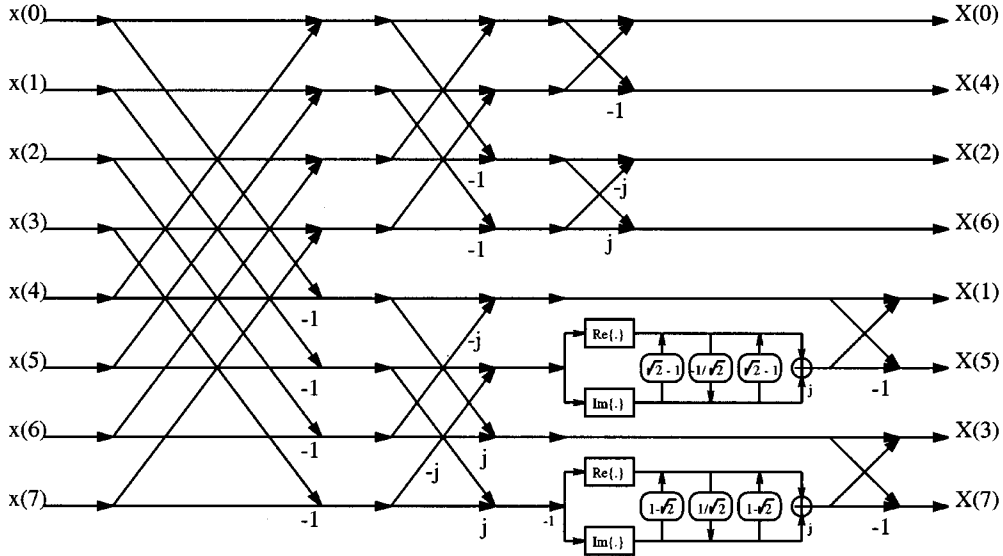 x(0) X(0)
x(1) X(4)
-1
x(2) X(2)
-1 -j
x(3) X(6)
-1 j
x(4) X(1)
-1 -j
Re{.}
x(5) √2 - 1 -1/√2 √2 - 1 X(5)
-1 j -1
Im{.}
x(6) X(3)
-1 -j j
Re{.}
x(7) -1 1-√2 1/√2 1-√2 X(7)
-1 j j -1
Im{.}